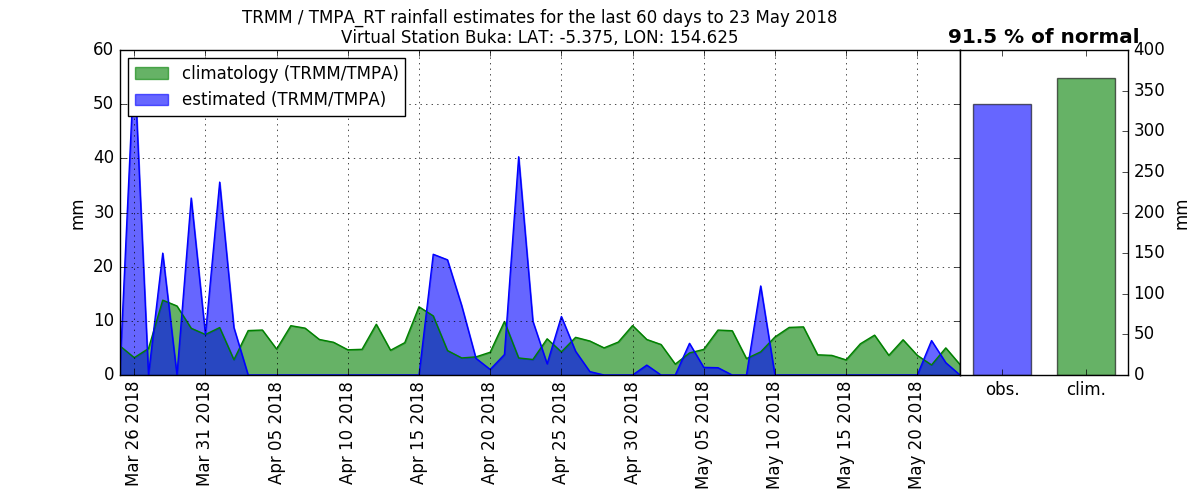 TRMM / TMPA_RT rainfall estimates for the last 60 days to 23 May 2018
Virtual Station Buka: LAT: -5.375, LON: 154.625
91.5 % of normal
climatology (TRMM/TMPA)
estimated (TRMM/TMPA)
60
50
40
30
20
10
0
mm
Mar 26 2018
Mar 31 2018
Apr 05 2018
Apr 10 2018
Apr 15 2018
Apr 20 2018
Apr 25 2018
Apr 30 2018
May 05 2018
May 10 2018
May 15 2018
May 20 2018
400
350
300
250
200
150
100
50
0
mm
obs.
clim.